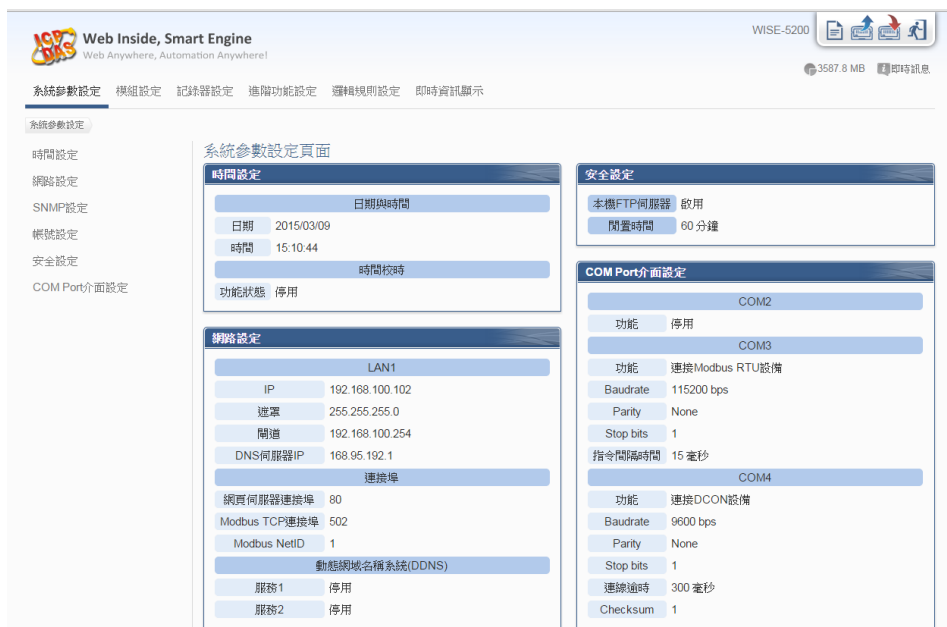 ICP DAS
Web Inside, Smart Engine
Web Anywhere, Automation Anywhere!
WISE-5200
3587.8 MB 即時訊息
系統參數設定 模組設定 記錄器設定 進階功能設定 邏輯規則設定 即時資訊顯示
系統參數設定
時間設定
網路設定
SNMP設定
帳號設定
安全設定
COM Port介面設定
系統參數設定頁面
時間設定
日期與時間
日期 2015/03/09
時間 15:10:44
時間校時
功能狀態 停用
網路設定
LAN1
IP 192.168.100.102
遮罩 255.255.255.0
閘道 192.168.100.254
DNS伺服器IP 168.95.192.1
連接埠
網頁伺服器連接埠 80
Modbus TCP連接埠 502
Modbus NetID 1
動態網域名稱系統(DDNS)
服務1 停用
服務2 停用
安全設定
本機FTP伺服器 啟用
閒置時間 60 分鐘
COM Port介面設定
COM2
功能 停用
COM3
功能 連接Modbus RTU設備
Baudrate 115200 bps
Parity None
Stop bits 1
指令間隔時間 15 毫秒
COM4
功能 連接DCON設備
Baudrate 9600 bps
Parity None
Stop bits 1
連線逾時 300 毫秒
Checksum 1